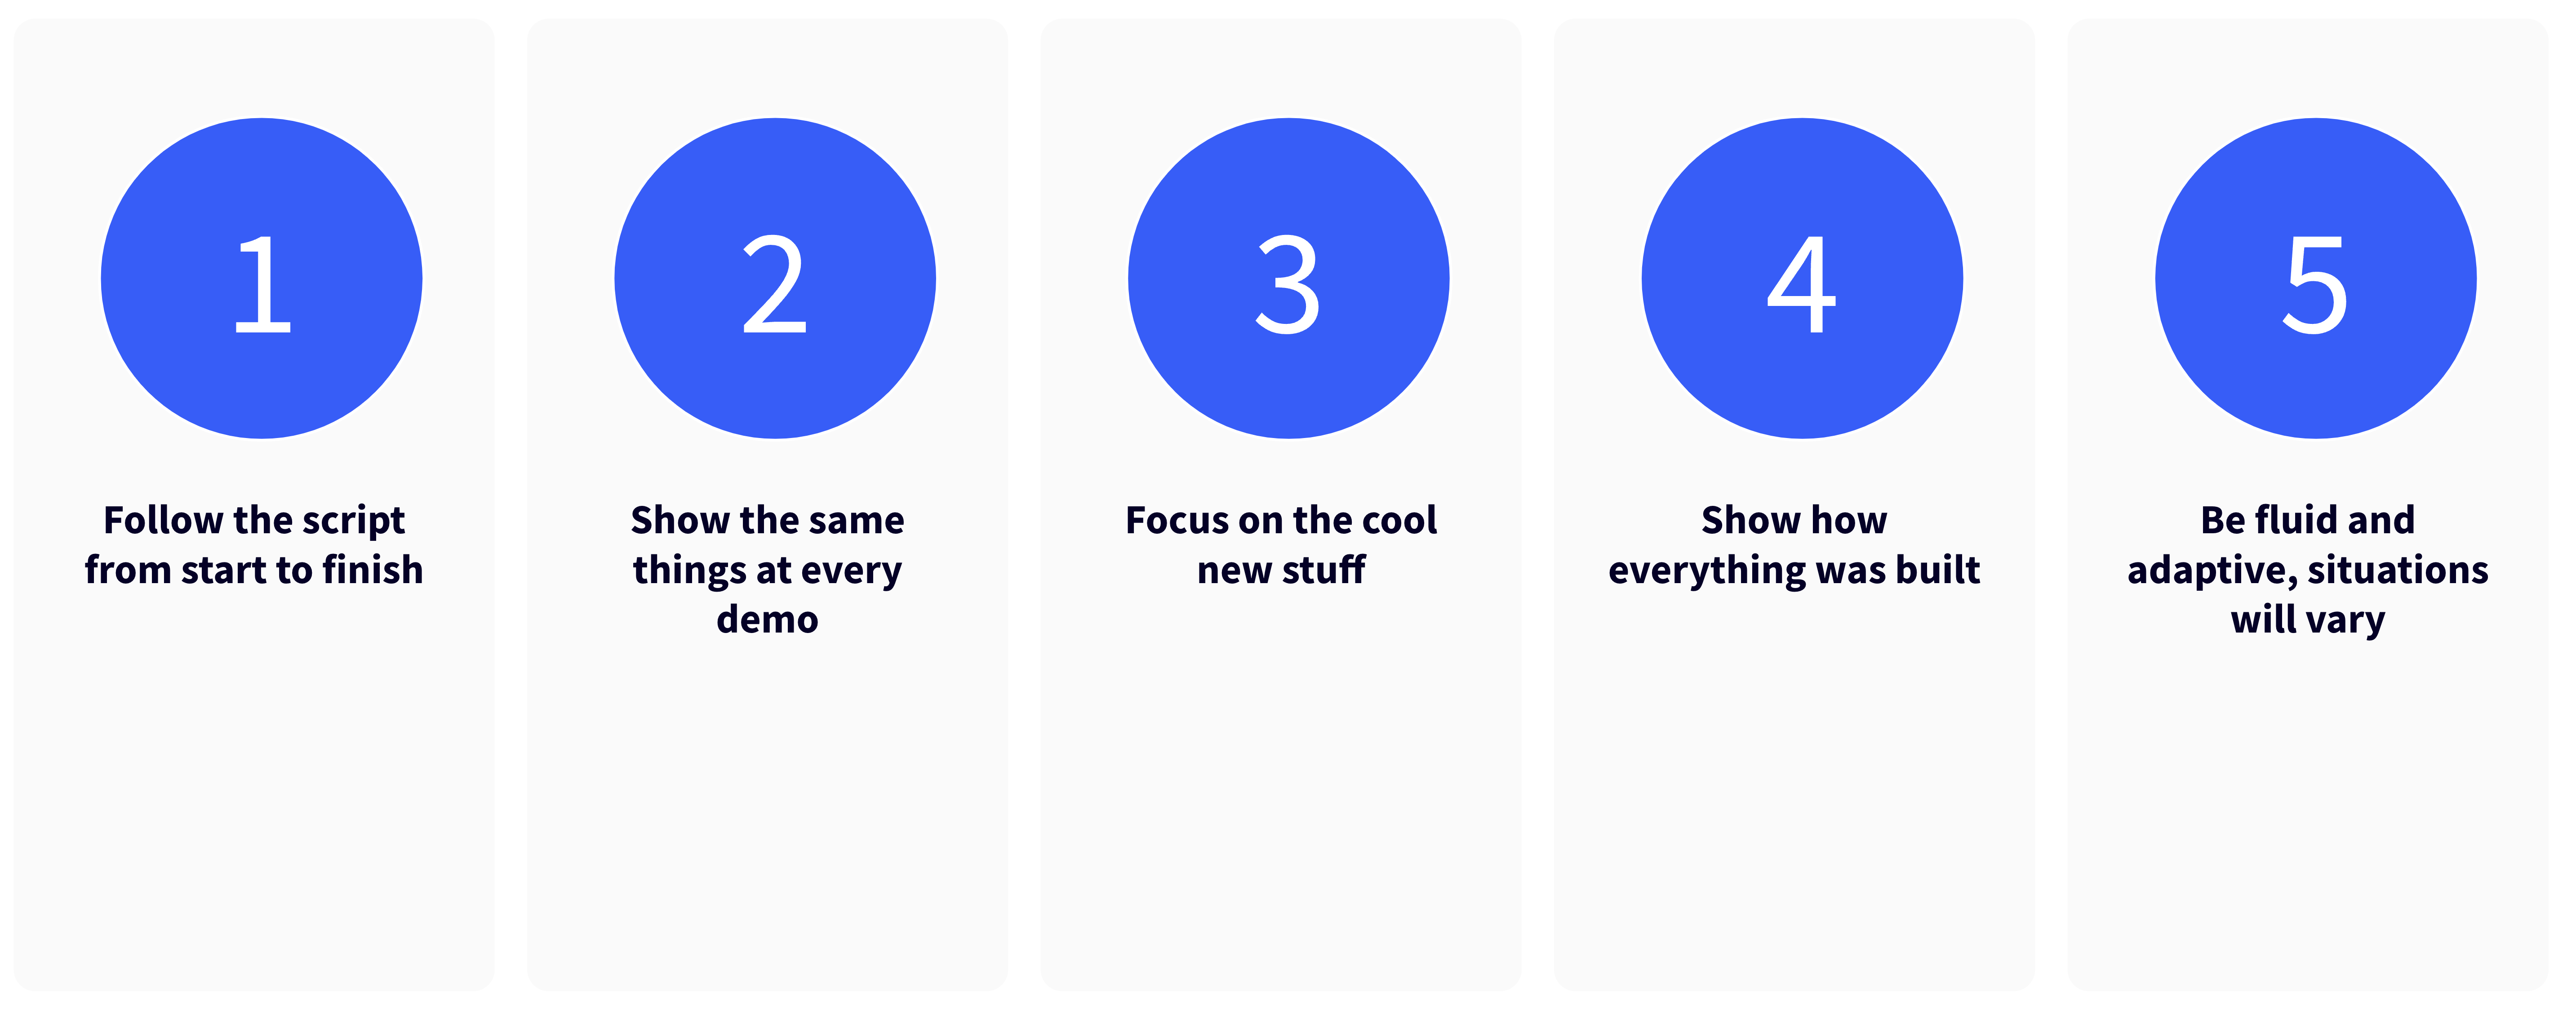 1
Follow the script
from start to finish
2
Show the same
things at every
demo
3
Focus on the cool
new stuff
4
Show how
everything was built
5
Be fluid and
adaptive, situations
will vary